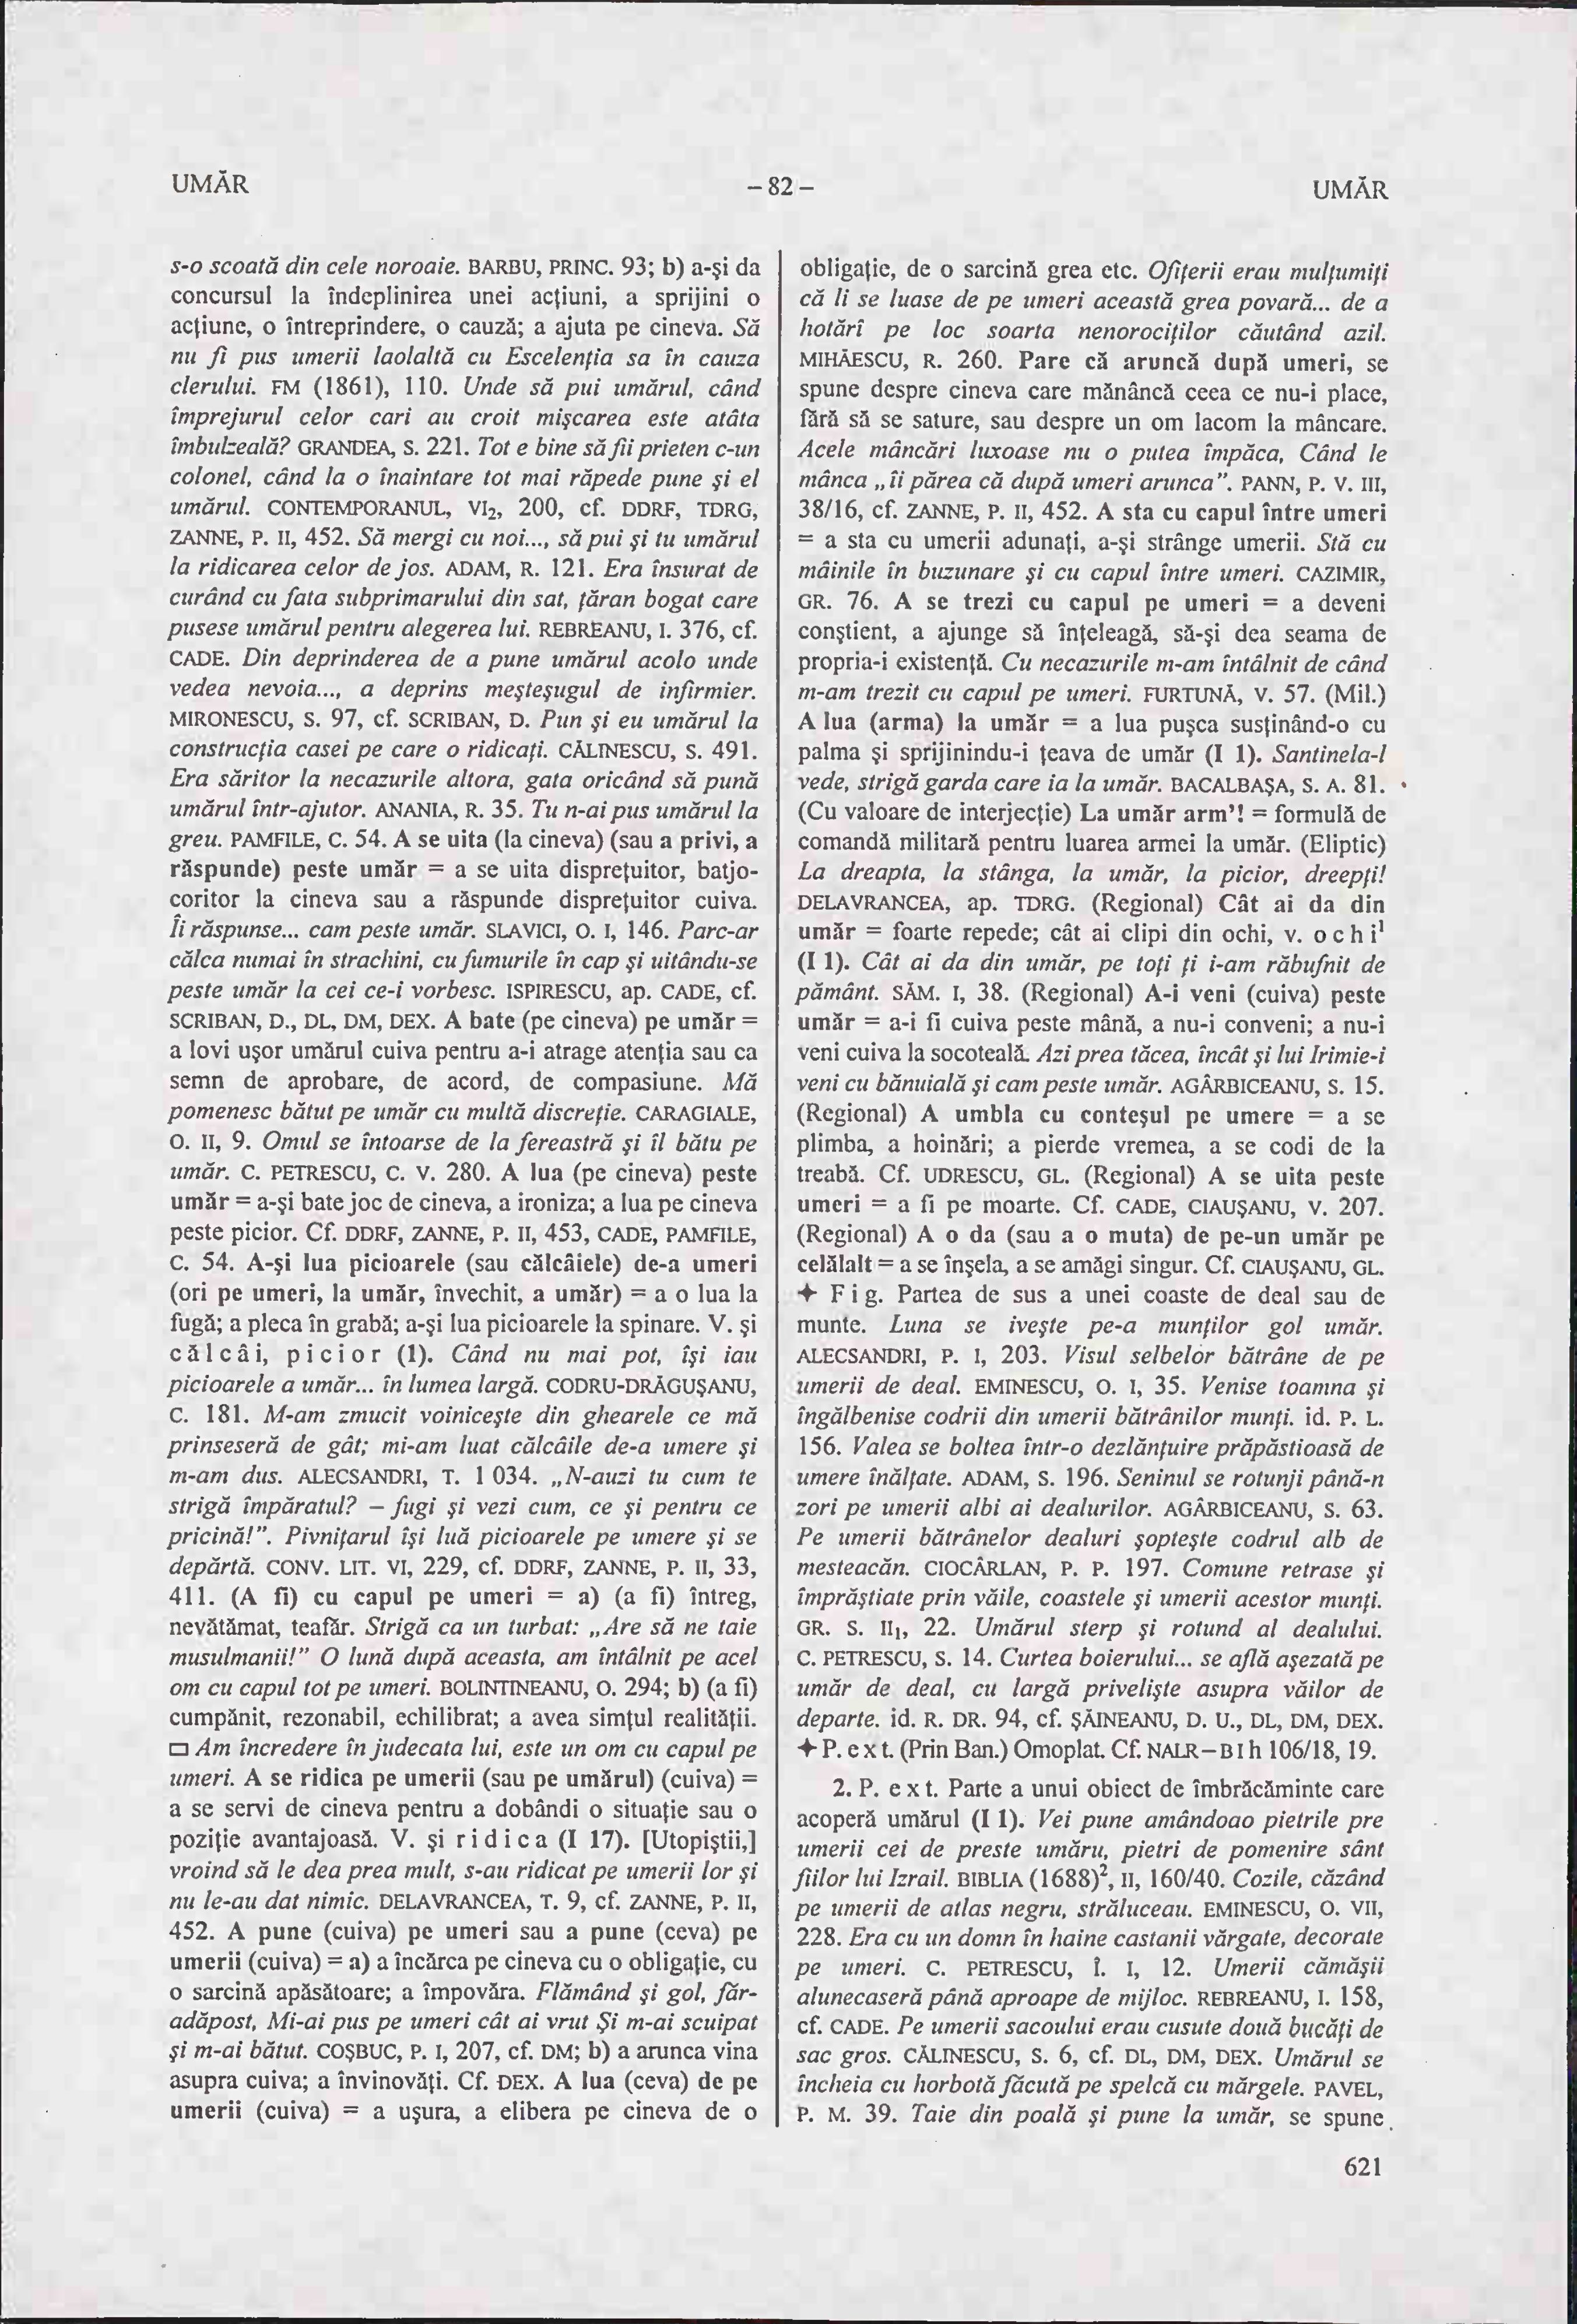 UMĂR
– 82 –
UMĂR
s-o scoată din cele noroaie. BARBU, PRINC. 93; b) a-şi da
concursul la îndeplinirea unei acţiuni, a sprijini o
acţiune, o întreprindere, o cauză; a ajuta pe cineva. Să
nu fi pus umerii laolaltă cu Escelenţia sa în cauza
clerului. FM (1861), 110. Unde să pui umărul, când
împrejurul celor cari au croit mişcarea este atâta
îmbulzeală? GRANDEA, S. 221. Tot e bine să fii prieten c-un
colonel, când la o înaintare tot mai răpede pune şi el
umărul. CONTEMPORANUL, VI₂, 200, cf. DDRF, TDRG,
ZANNE, P. II, 452. Să mergi cu noi..., să pui şi tu umărul
la ridicarea celor de jos. ADAM, R. 121. Era însurat de
curând cu fata subprimarului din sat, ţăran bogat care
pusese umărul pentru alegerea lui. REBREANU, I. 376, cf.
CADE. Din deprinderea de a pune umărul acolo unde
vedea nevoia..., a deprins meşteşugul de infirmier.
MIRONESCU, S. 97, cf. SCRIBAN, D. Pun şi eu umărul la
construcţia casei pe care o ridicaţi. CĂLINESCU, S. 491.
Era săritor la necazurile altora, gata oricând să pună
umărul într-ajutor. ANANIA, R. 35. Tu n-ai pus umărul la
greu. PAMFILE, C. 54. A se uita (la cineva) (sau a privi, a
răspunde) peste umăr = a se uita dispreţuitor, batjo-
coritor la cineva sau a răspunde dispreţuitor cuiva.
Îi răspunse... cam peste umăr. SLAVICI, O. I, 146. Parc-ar
călca numai în strachini, cu fumurile în cap şi uitându-se
peste umăr la cei ce-i vorbesc. ISPIRESCU, ap. CADE, cf.
SCRIBAN, D., DL, DM, DEX. A bate (pe cineva) pe umăr =
a lovi uşor umărul cuiva pentru a-i atrage atenţia sau ca
semn de aprobare, de acord, de compasiune. Mă
pomenesc bătut pe umăr cu multă discreţie. CARAGIALE,
O. II, 9. Omul se întoarse de la fereastră şi îl bătu pe
umăr. C. PETRESCU, C. V. 280. A lua (pe cineva) peste
umăr = a-şi bate joc de cineva, a ironiza; a lua pe cineva
peste picior. Cf. DDRF, ZANNE, P. II, 453, CADE, PAMFILE,
C. 54. A-şi lua picioarele (sau călcâiele) de-a umeri
(ori pe umeri, la umăr, învechit, a umăr) = a o lua la
fugă; a pleca în grabă; a-şi lua picioarele la spinare. V. şi
călcâi, picior (1). Când nu mai pot, îşi iau
picioarele a umăr... în lumea largă. CODRU-DRĂGUŞANU,
C. 181. M-am zmucit voiniceşte din ghearele ce mă
prinseseră de gât; mi-am luat călcâile de-a umere şi
m-am dus. ALECSANDRI, T. 1 034. „N-auzi tu cum te
strigă împăratul? – fugi şi vezi cum, ce şi pentru ce
pricină!”. Pivniţarul îşi luă picioarele pe umere şi se
depărtă. CONV. LIT. VI, 229, cf. DDRF, ZANNE, P. II, 33,
411. (A fi) cu capul pe umeri = a) (a fi) întreg,
nevătămat, teafăr. Strigă ca un turbat: „Are să ne taie
musulmanii!” O lună după aceasta, am întâlnit pe acel
om cu capul tot pe umeri. BOLINTINEANU, O. 294; b) (a fi)
cumpănit, rezonabil, echilibrat; a avea simţul realităţii.
▭ Am încredere în judecata lui, este un om cu capul pe
umeri. A se ridica pe umerii (sau pe umărul) (cuiva) =
a se servi de cineva pentru a dobândi o situaţie sau o
poziţie avantajoasă. V. şi ridica (I 17). [Utopiştii,]
vroind să le dea prea mult, s-au ridicat pe umerii lor şi
nu le-au dat nimic. DELAVRANCEA, T. 9, cf. ZANNE, P. II,
452. A pune (cuiva) pe umeri sau a pune (ceva) pe
umerii (cuiva) = a) a încărca pe cineva cu o obligaţie, cu
o sarcină apăsătoare; a împovăra. Flămând şi gol, făr-
adăpost, Mi-ai pus pe umeri cât ai vrut Şi m-ai scuipat
şi m-ai bătut. COŞBUC, P. I, 207, cf. DM; b) a arunca vina
asupra cuiva; a învinovăţi. Cf. DEX. A lua (ceva) de pe
umerii (cuiva) = a uşura, a elibera pe cineva de o
obligaţie, de o sarcină grea etc. Ofiţerii erau mulţumiţi
că li se luase de pe umeri această grea povară... de a
hotărî pe loc soarta nenorociţilor căutând azil.
MIHĂESCU, R. 260. Pare că aruncă după umeri, se
spune despre cineva care mănâncă ceea ce nu-i place,
fără să se sature, sau despre un om lacom la mâncare.
Acele mâncări luxoase nu o putea împăca, Când le
mânca „îi părea că după umeri arunca”. PANN, P. V. III,
38/16, cf. ZANNE, P. II, 452. A sta cu capul între umeri
= a sta cu umerii adunaţi, a-şi strânge umerii. Stă cu
mâinile în buzunare şi cu capul între umeri. CAZIMIR,
GR. 76. A se trezi cu capul pe umeri = a deveni
conştient, a ajunge să înţeleagă, să-şi dea seama de
propria-i existenţă. Cu necazurile m-am întâlnit de când
m-am trezit cu capul pe umeri. FURTUNĂ, V. 57. (Mil.)
A lua (arma) la umăr = a lua puşca susţinând-o cu
palma şi sprijinindu-i ţeava de umăr (I 1). Santinela-l
vede, strigă garda care ia la umăr. BACALBAŞA, S. A. 81.
(Cu valoare de interjecţie) La umăr arm’! = formulă de
comandă militară pentru luarea armei la umăr. (Eliptic)
La dreapta, la stânga, la umăr, la picior, dreepţi!
DELAVRANCEA, ap. TDRG. (Regional) Cât ai da din
umăr = foarte repede; cât ai clipi din ochi, v. ochi¹
(I 1). Cât ai da din umăr, pe toţi ţi i-am răbufnit de
pământ. SĂM. I, 38. (Regional) A-i veni (cuiva) peste
umăr = a-i fi cuiva peste mână, a nu-i conveni; a nu-i
veni cuiva la socoteală. Azi prea tăcea, încât şi lui Irimie-i
veni cu bănuială şi cam peste umăr. AGÂRBICEANU, S. 15.
(Regional) A umbla cu conteşul pe umere = a se
plimba, a hoinări; a pierde vremea, a se codi de la
treabă. Cf. UDRESCU, GL. (Regional) A se uita peste
umeri = a fi pe moarte. Cf. CADE, CIAUŞANU, V. 207.
(Regional) A o da (sau a o muta) de pe-un umăr pe
celălalt = a se înşela, a se amăgi singur. Cf. CIAUŞANU, GL.
✦ Fig. Partea de sus a unei coaste de deal sau de
munte. Luna se iveşte pe-a munţilor gol umăr.
ALECSANDRI, P. I, 203. Visul selbelor bătrâne de pe
umerii de deal. EMINESCU, O. I, 35. Venise toamna şi
îngălbenise codrii din umerii bătrânilor munţi. id. P. L.
156. Valea se boltea într-o dezlănţuire prăpăstioasă de
umere înălţate. ADAM, S. 196. Seninul se rotunji până-n
zori pe umerii albi ai dealurilor. AGÂRBICEANU, S. 63.
Pe umerii bătrânelor dealuri şopteşte codrul alb de
mesteacăn. CIOCÂRLAN, P. P. 197. Comune retrase şi
împrăştiate prin văile, coastele şi umerii acestor munţi.
GR. S. II₁, 22. Umărul sterp şi rotund al dealului.
C. PETRESCU, S. 14. Curtea boierului... se află aşezată pe
umăr de deal, cu largă privelişte asupra văilor de
departe. id. R. DR. 94, cf. ŞĂINEANU, D. U., DL, DM, DEX.
✦ P. ext. (Prin Ban.) Omoplat. Cf. NALR–B I h 106/18, 19.
2. P. ext. Parte a unui obiect de îmbrăcăminte care
acoperă umărul (I 1). Vei pune amândoao pietrile pre
umerii cei de preste umăru, pietri de pomenire sânt
fiilor lui Izrail. BIBLIA (1688)², II, 160/40. Cozile, căzând
pe umerii de atlas negru, străluceau. EMINESCU, O. VII,
228. Era cu un domn în haine castanii vărgate, decorate
pe umeri. C. PETRESCU, Î. I, 12. Umerii cămăşii
alunecaseră până aproape de mijloc. REBREANU, I. 158,
cf. CADE. Pe umerii sacoului erau cusute două bucăţi de
sac gros. CĂLINESCU, S. 6, cf. DL, DM, DEX. Umărul se
încheia cu horbotă făcută pe spelcă cu mărgele. PAVEL,
P. M. 39. Taie din poală şi pune la umăr, se spune
621